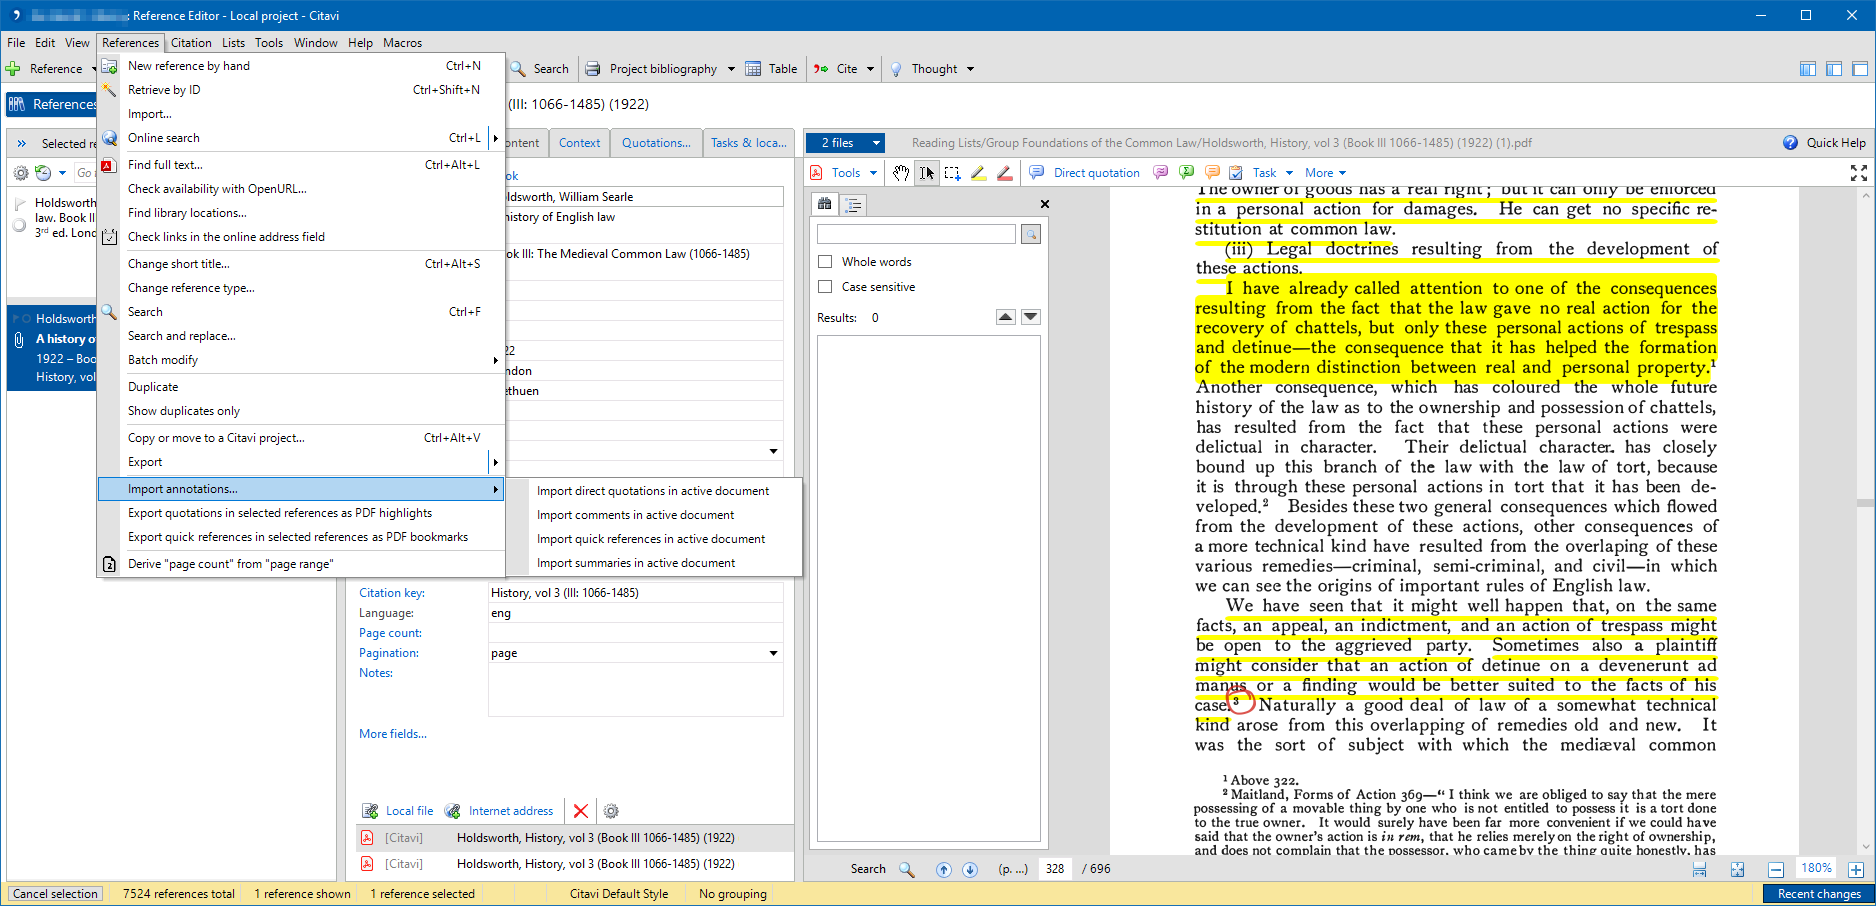 : Reference Editor - Local project - Citavi
File Edit View References Citation Lists Tools Window Help Macros
Reference Search Project bibliography Table Cite Thought
References (III: 1066-1485) (1922)
New reference by hand Ctrl+N
Retrieve by ID Ctrl+Shift+N
Import...
Online search Ctrl+L
Find full text... Ctrl+Alt+L
Check availability with OpenURL...
Find library locations...
Check links in the online address field
Change short title... Ctrl+Alt+S
Change reference type...
Search Ctrl+F
Search and replace...
Batch modify
Duplicate
Show duplicates only
Copy or move to a Citavi project... Ctrl+Alt+V
Export
Import annotations...
Export quotations in selected references as PDF highlights
Export quick references in selected references as PDF bookmarks
Derive "page count" from "page range"
Import direct quotations in active document
Import comments in active document
Import quick references in active document
Import summaries in active document
Selected re
Go t
Holdsworth
law. Book II
3rd ed. Lond
Holdsworth
A history o
1922 – Boo
History, vol
ontent Context Quotations... Tasks & loca...
ok
ldsworth, William Searle
history of English law
ok III: The Medieval Common Law (1066-1485)
22
ndon
ethuen
Citation key: History, vol 3 (III: 1066-1485)
Language: eng
Page count:
Pagination: page
Notes:
More fields...
Local file Internet address
[Citavi] Holdsworth, History, vol 3 (Book III 1066-1485) (1922)
[Citavi] Holdsworth, History, vol 3 (Book III 1066-1485) (1922)
2 files Reading Lists/Group Foundations of the Common Law/Holdsworth, History, vol 3 (Book III 1066-1485) (1922) (1).pdf Quick Help
Tools Direct quotation Task More
Whole words
Case sensitive
Results: 0
The owner of goods has a real right; but it can only be enforced
in a personal action for damages. He can get no specific re-
stitution at common law.
(iii) Legal doctrines resulting from the development of
these actions.
I have already called attention to one of the consequences
resulting from the fact that the law gave no real action for the
recovery of chattels, but only these personal actions of trespass
and detinue—the consequence that it has helped the formation
of the modern distinction between real and personal property.¹
Another consequence, which has coloured the whole future
history of the law as to the ownership and possession of chattels,
has resulted from the fact that these personal actions were
delictual in character. Their delictual character has closely
bound up this branch of the law with the law of tort, because
it is through these personal actions in tort that it has been de-
veloped.² Besides these two general consequences which flowed
from the development of these actions, other consequences of
a more technical kind have resulted from the overlaping of these
various remedies—criminal, semi-criminal, and civil—in which
we can see the origins of important rules of English law.
We have seen that it might well happen that, on the same
facts, an appeal, an indictment, and an action of trespass might
be open to the aggrieved party. Sometimes also a plaintiff
might consider that an action of detinue on a devenerunt ad
manus or a finding would be better suited to the facts of his
case.³ Naturally a good deal of law of a somewhat technical
kind arose from this overlapping of remedies old and new. It
was the sort of subject with which the mediæval common
¹ Above 322.
² Maitland, Forms of Action 369—“ I think we are obliged to say that the mere
possessing of a movable thing by one who is not entitled to possess it is a tort done
to the true owner. It would surely have been far more convenient if we could have
said that the owner's action is in rem, that he relies merely on the right of ownership,
and does not complain that the possessor, who came by the thing quite honestly, has
Search (p. ...) 328 / 696 180%
Cancel selection 7524 references total 1 reference shown 1 reference selected Citavi Default Style No grouping Recent changes